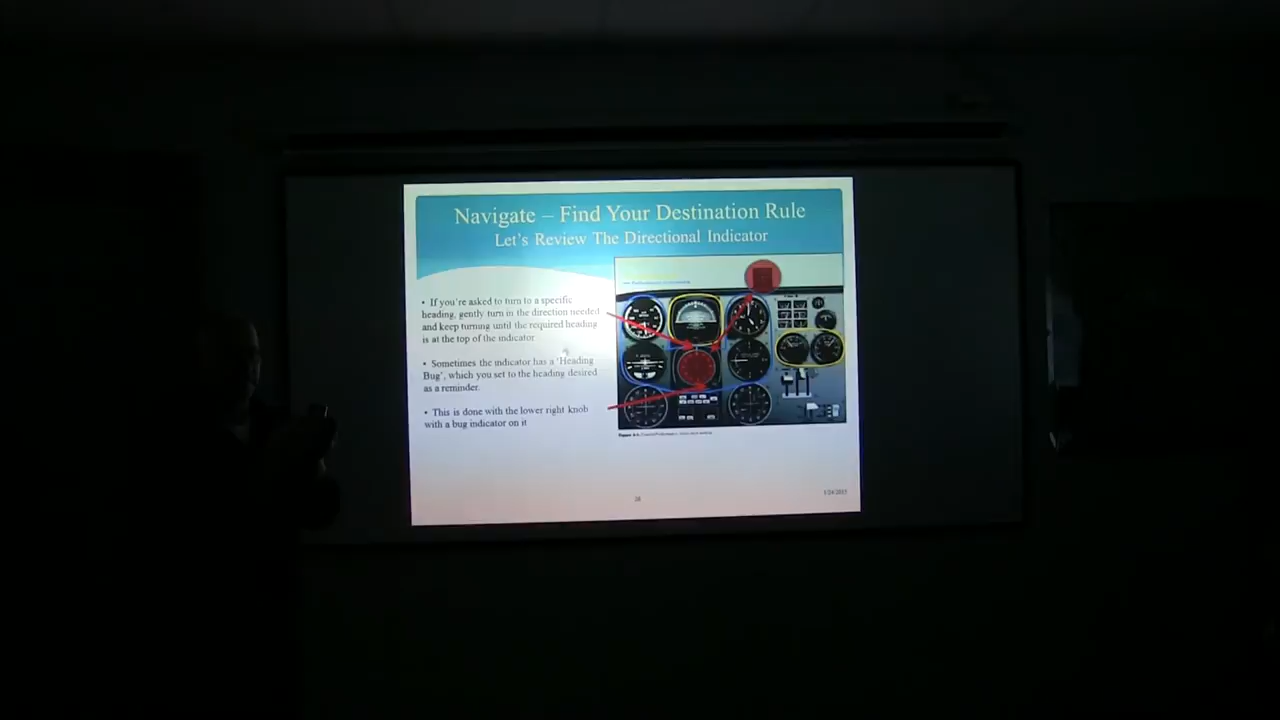 Navigate – Find Your Destination Rule
Let's Review The Directional Indicator
• If you're asked to turn to a specific
heading, gently turn in the direction needed
and keep turning until the required heading
is at the top of the indicator
• Sometimes the indicator has a 'Heading
Bug', which you set to the heading desired
as a reminder.
• This is done with the lower right knob
with a bug indicator on it